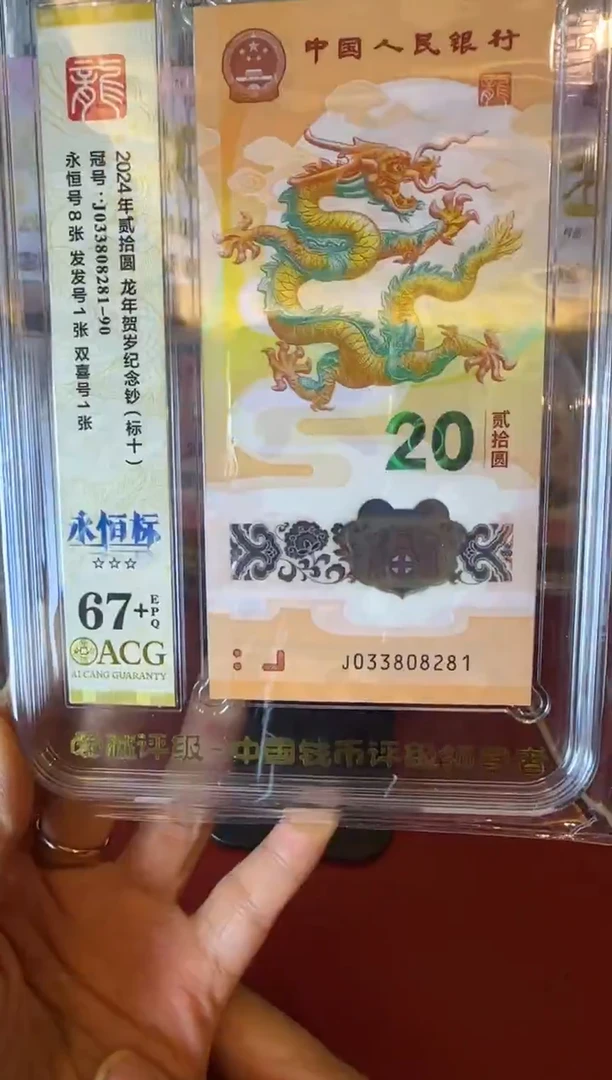 龍
2024年贰拾圆 龙年贺岁纪念钞(标十)
冠号·J033808281-90
永恒号8张 发发号1张 双喜号1张
永恒标
☆☆☆
67+EPQ
ACG
AI CANG GUARANTY
中国人民银行
龍
20
贰拾圆
J033808281
评级-中国钱币评级领